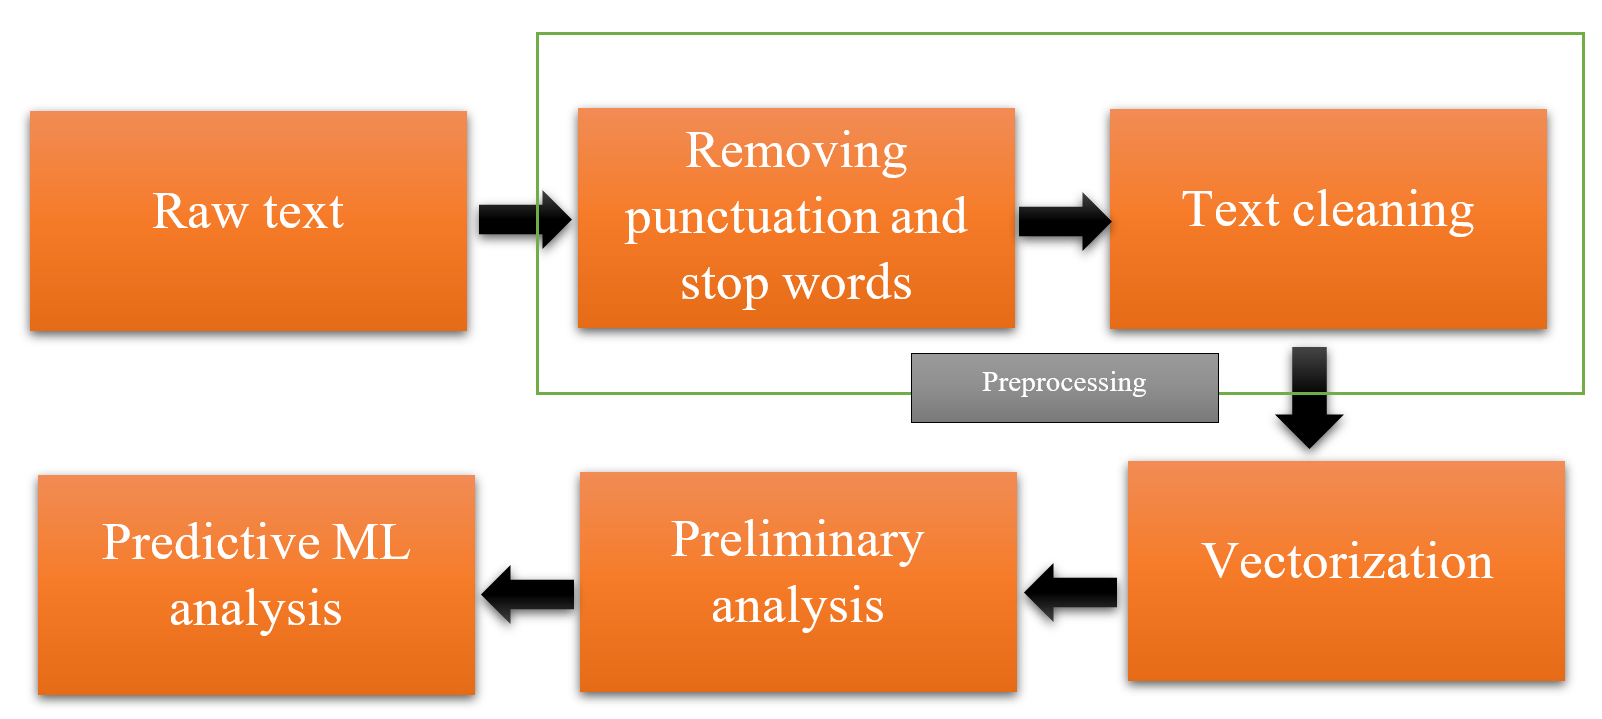 Raw text
Removing
punctuation and
stop words
Text cleaning
Preprocessing
Vectorization
Preliminary
analysis
Predictive ML
analysis